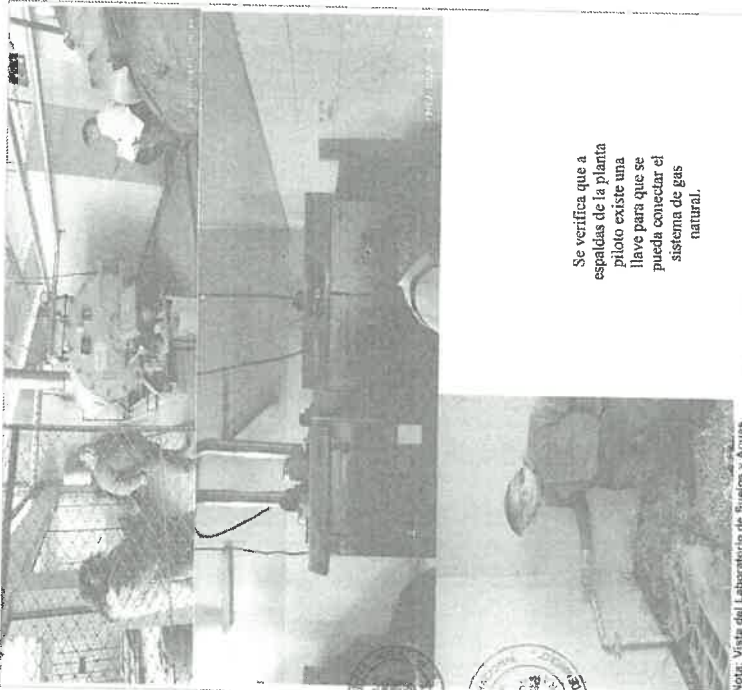 Se verifica que a
espaldas de la planta
piloto existe una
llave para que se
pueda conectar el
sistema de gas
natural.
Nota: Vista del Laboratorio de Suelos y Aguas